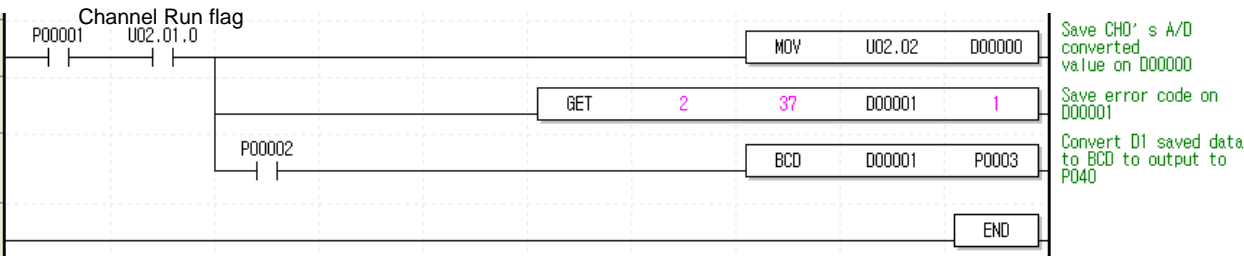 Channel Run flag
P00001 U02.01.0
MOV U02.02 D00000
Save CH0' s A/D
converted
value on D00000
GET 2 37 D00001 1
Save error code on
D00001
P00002
BCD D00001 P0003
Convert D1 saved data
to BCD to output to
P040
END